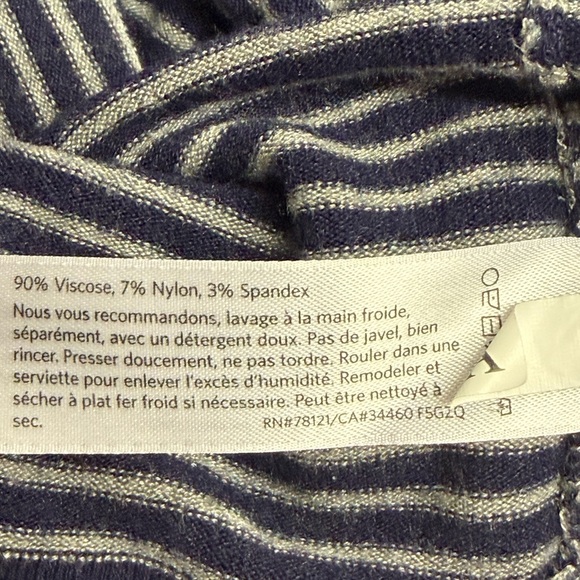 90% Viscose, 7% Nylon, 3% Spandex
Nous vous recommandons, lavage à la main froide,
séparément, avec un détergent doux. Pas de javel, bien
rincer. Presser doucement, ne pas tordre. Rouler dans une
serviette pour enlever l'excès d'humidité. Remodeler et
sécher à plat fer froid si nécessaire. Peut être nettoyé à
sec.
RN#78121/CA#34460 F5G2Q